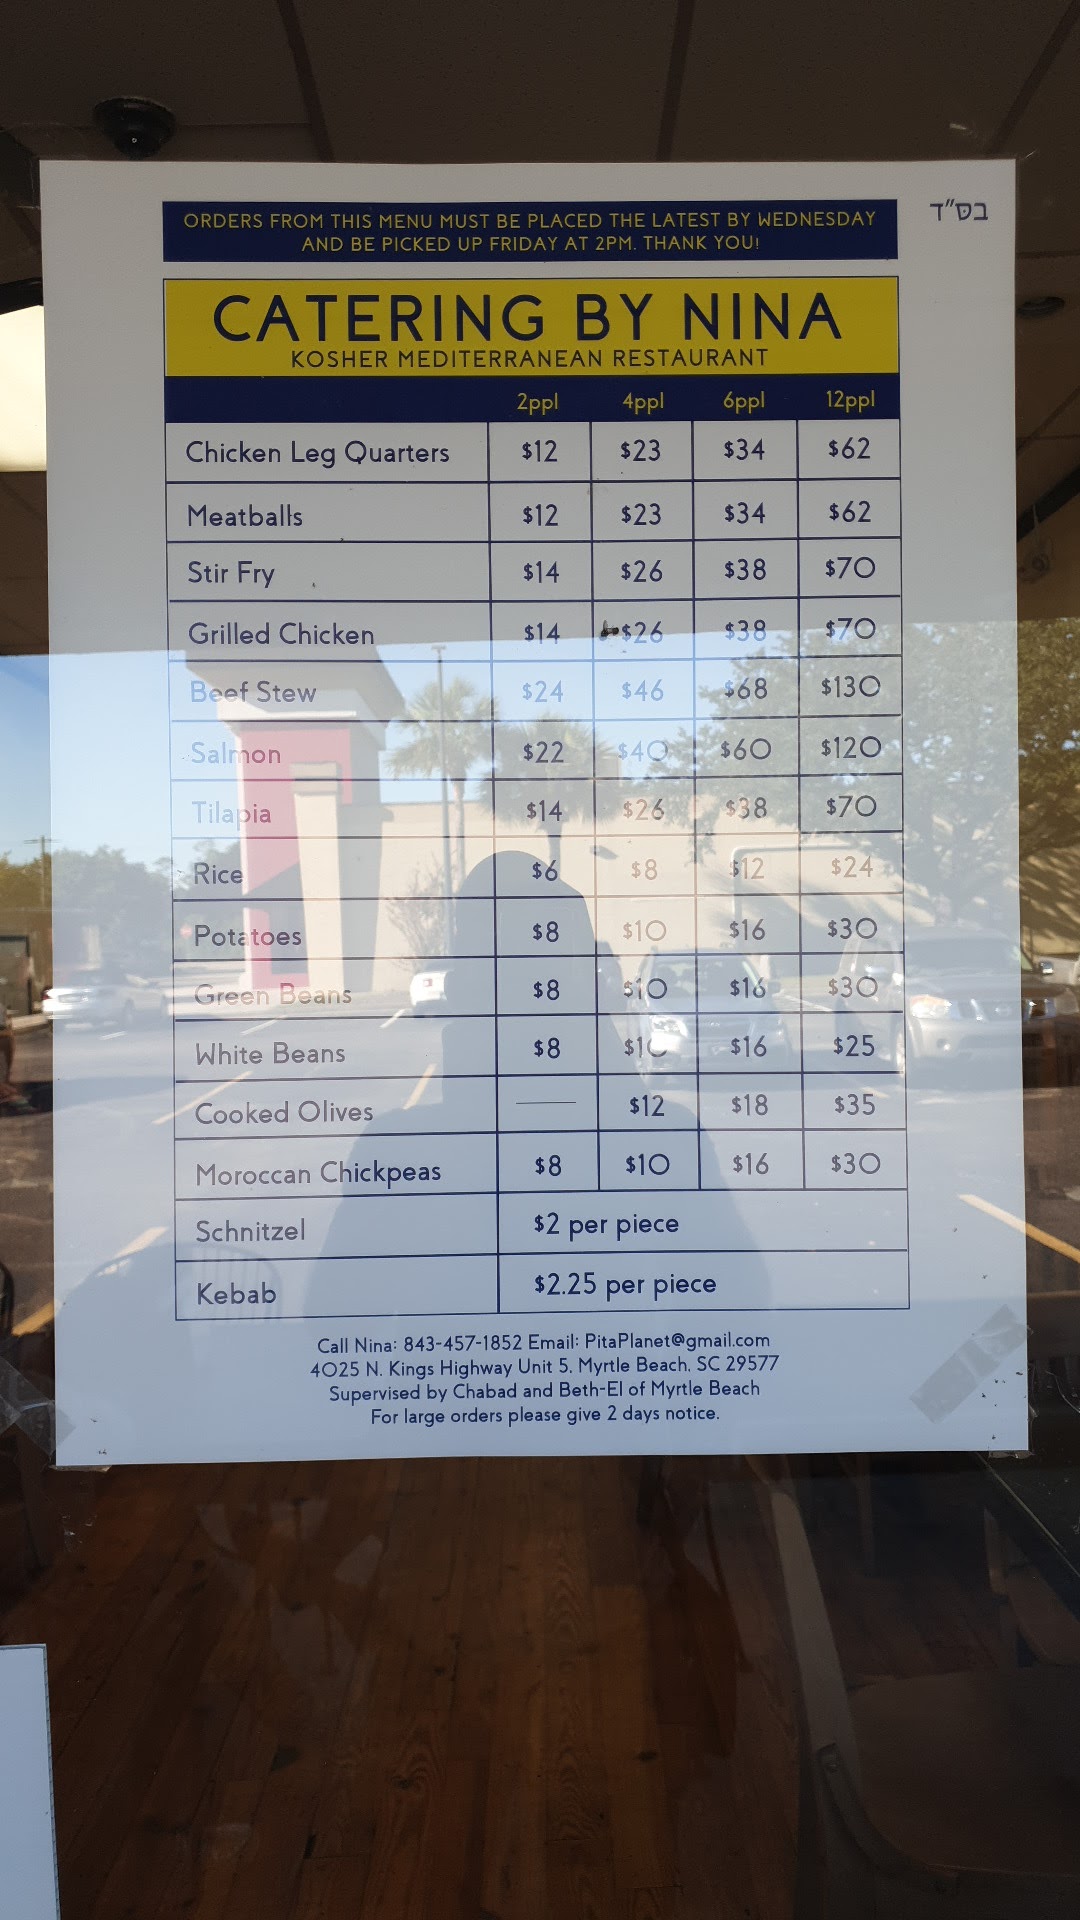 בס"ד
ORDERS FROM THIS MENU MUST BE PLACED THE LATEST BY WEDNESDAY
AND BE PICKED UP FRIDAY AT 2PM. THANK YOU!
CATERING BY NINA
KOSHER MEDITERRANEAN RESTAURANT
2ppl 4ppl 6ppl 12ppl
Chicken Leg Quarters $12 $23 $34 $62
Meatballs $12 $23 $34 $62
Stir Fry $14 $26 $38 $70
Grilled Chicken $14 $26 $38 $70
Beef Stew $24 $46 $68 $130
Salmon $22 $40 $60 $120
Tilapia $14 $26 $38 $70
Rice $6 $8 $12 $24
Potatoes $8 $10 $16 $30
Green Beans $8 $10 $16 $30
White Beans $8 $10 $16 $25
Cooked Olives — $12 $18 $35
Moroccan Chickpeas $8 $10 $16 $30
Schnitzel $2 per piece
Kebab $2.25 per piece
Call Nina: 843-457-1852 Email: PitaPlanet@gmail.com
4025 N. Kings Highway Unit 5, Myrtle Beach, SC 29577
Supervised by Chabad and Beth-El of Myrtle Beach
For large orders please give 2 days notice.